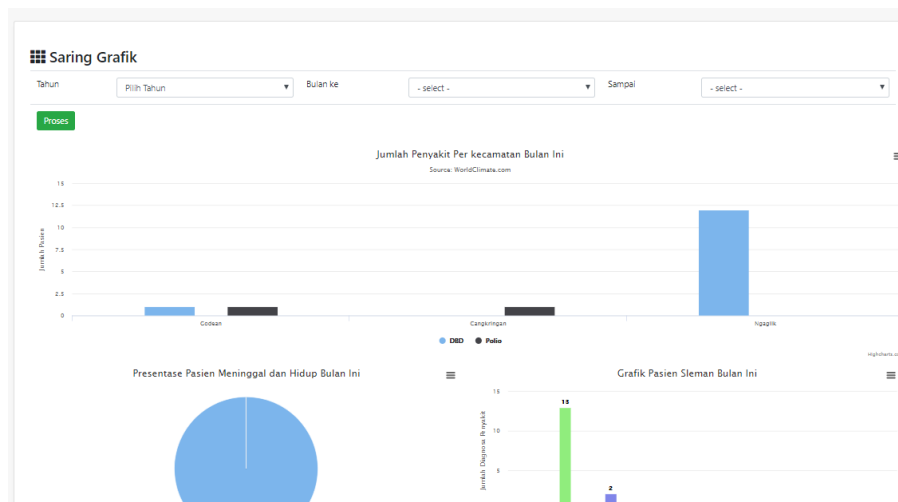 Saring Grafik
Tahun
Pilih Tahun
Bulan ke
- select -
Sampai
- select -
Proses
Jumlah Penyakit Per kecamatan Bulan Ini
Source: WorldClimate.com
Jumlah Pasien
15
12.5
10
7.5
5
2.5
0
Godean
Cangkringan
Ngaglik
DBD
Polio
Highcharts.c
Presentase Pasien Meninggal dan Hidup Bulan Ini
Grafik Pasien Sleman Bulan Ini
Jumlah Diagnosa Penyakit
15
10
5
13
2